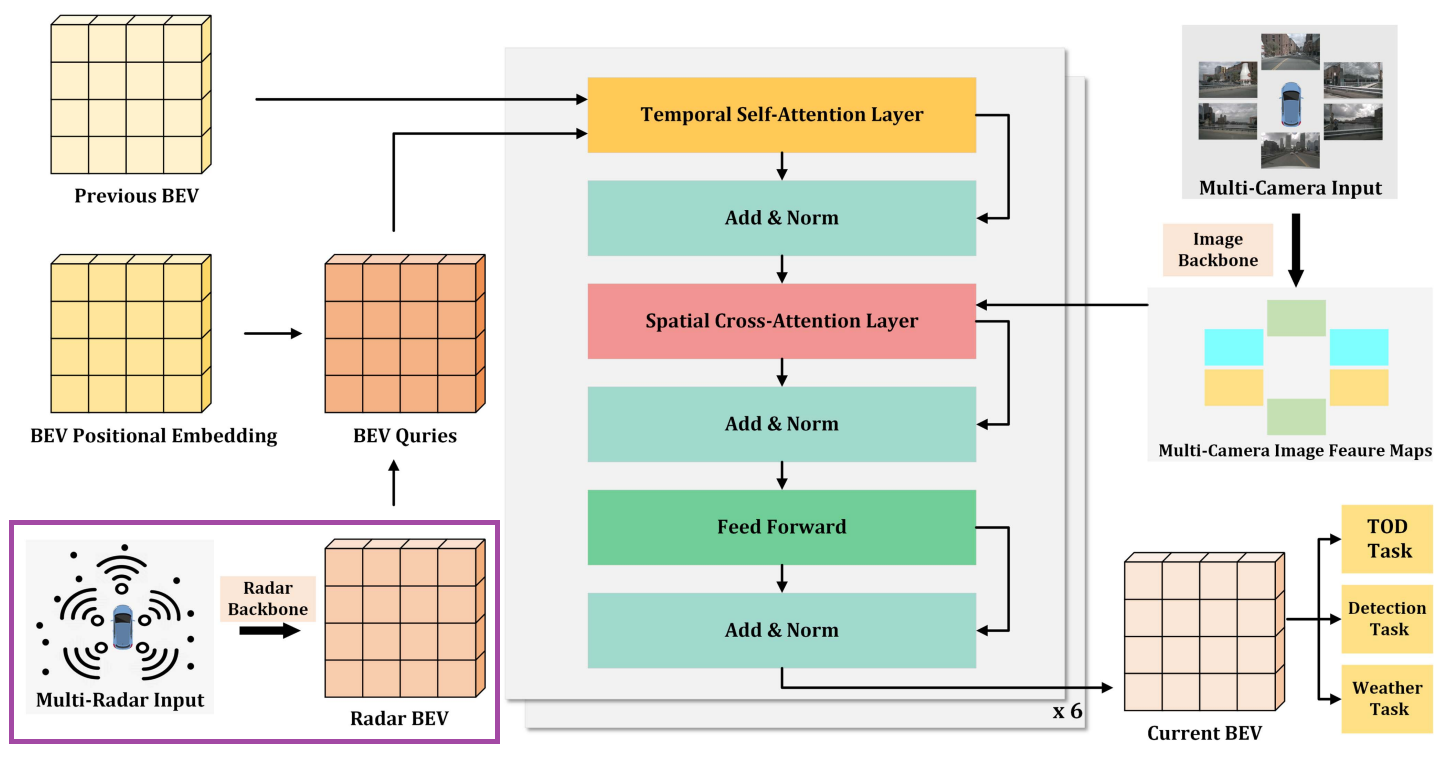 Previous BEV
BEV Positional Embedding
BEV Quries
Multi-Radar Input
Radar
Backbone
Radar BEV
Temporal Self-Attention Layer
Add & Norm
Spatial Cross-Attention Layer
Add & Norm
Feed Forward
Add & Norm
x 6
Multi-Camera Input
Image
Backbone
Multi-Camera Image Feaure Maps
Current BEV
TOD
Task
Detection
Task
Weather
Task